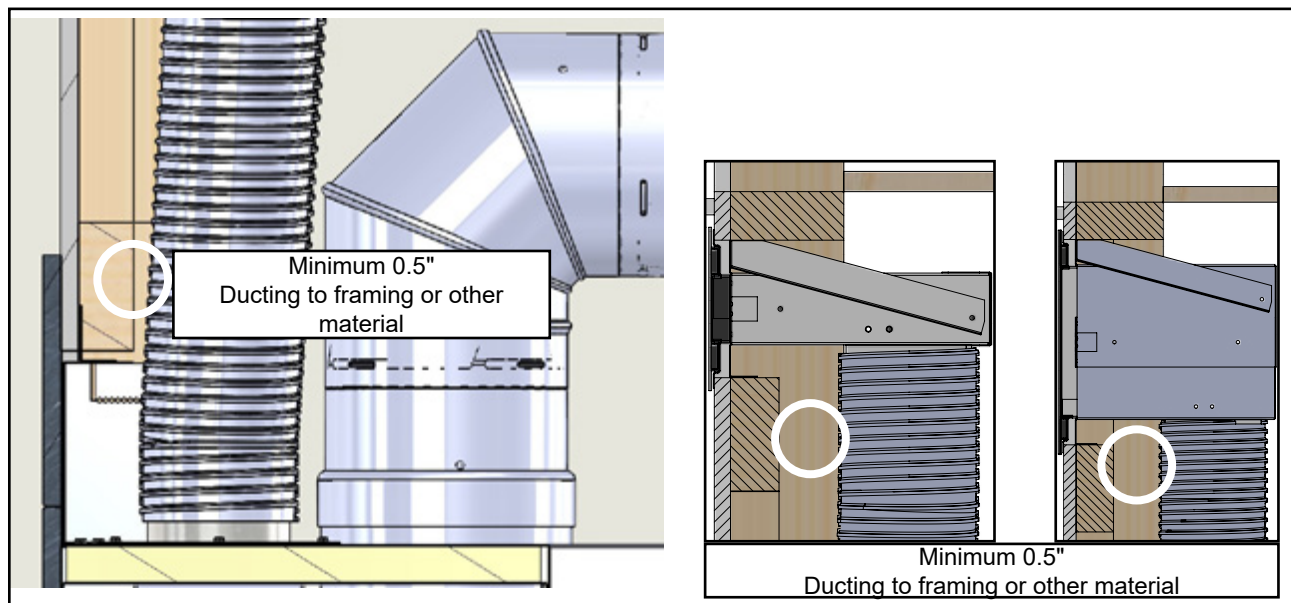 Minimum 0.5"
Ducting to framing or other
material
Minimum 0.5"
Ducting to framing or other material